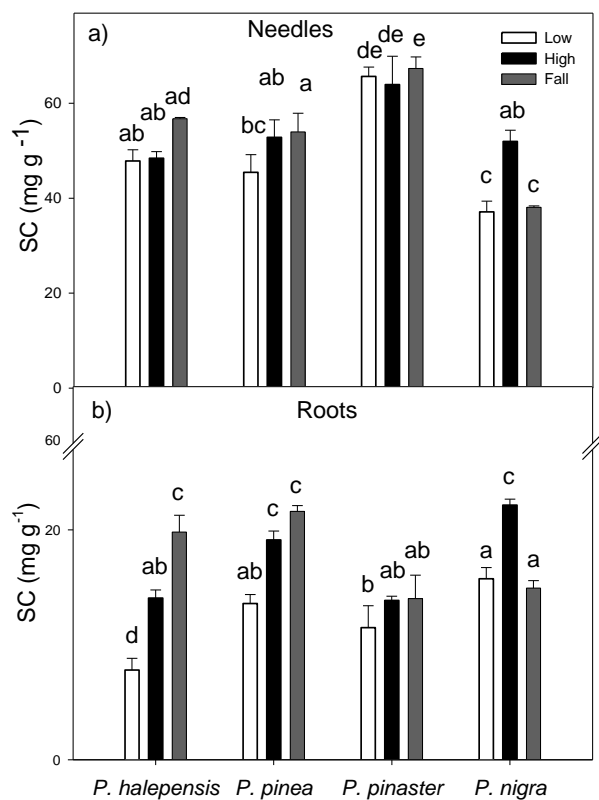 a) Needles
Low
High
Fall
SC (mg g -1)
60
40
20
0
ab ab ad
bc ab a
de de e
c ab c
b) Roots
SC (mg g-1)
60
20
0
d ab c
ab c c
b ab ab
a c a
P. halepensis P. pinea P. pinaster P. nigra